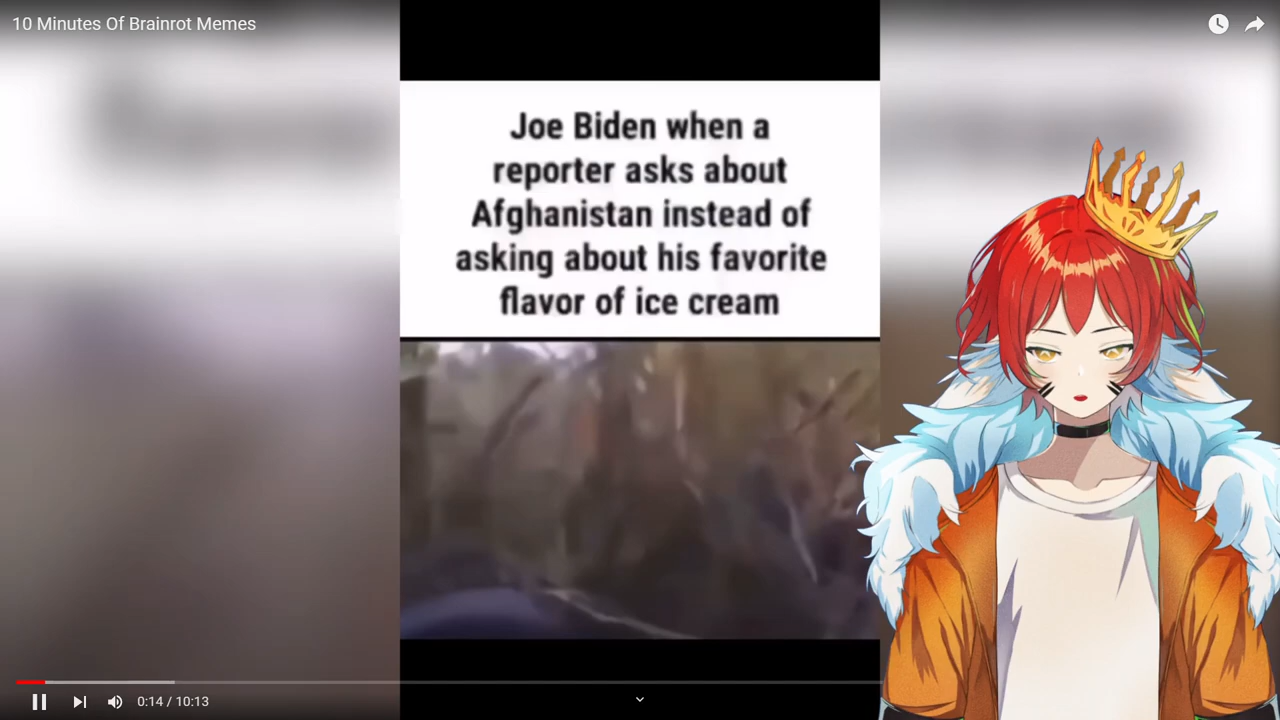 10 Minutes Of Brainrot Memes
Joe Biden when a
reporter asks about
Afghanistan instead of
asking about his favorite
flavor of ice cream
0:14 / 10:13